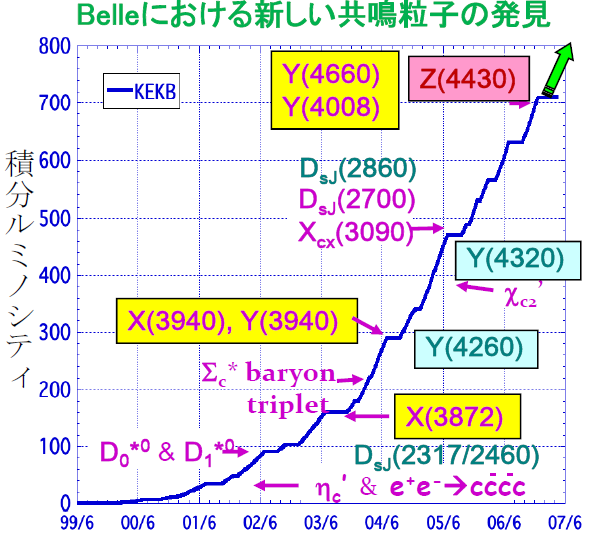 Belleにおける新しい共鳴粒子の発見
800
700
600
500
400
300
200
100
0
積分ルミノシティ
KEKB
Y(4660)
Y(4008)
Z(4430)
DsJ(2860)
DsJ(2700)
Xcx(3090)
Y(4320)
χc2'
X(3940), Y(3940)
Y(4260)
Σc* baryon
triplet
X(3872)
D0*0 & D1*0
DsJ(2317/2460)
ηc' & e+e-→cc̄cc̄
99/6 00/6 01/6 02/6 03/6 04/6 05/6 06/6 07/6